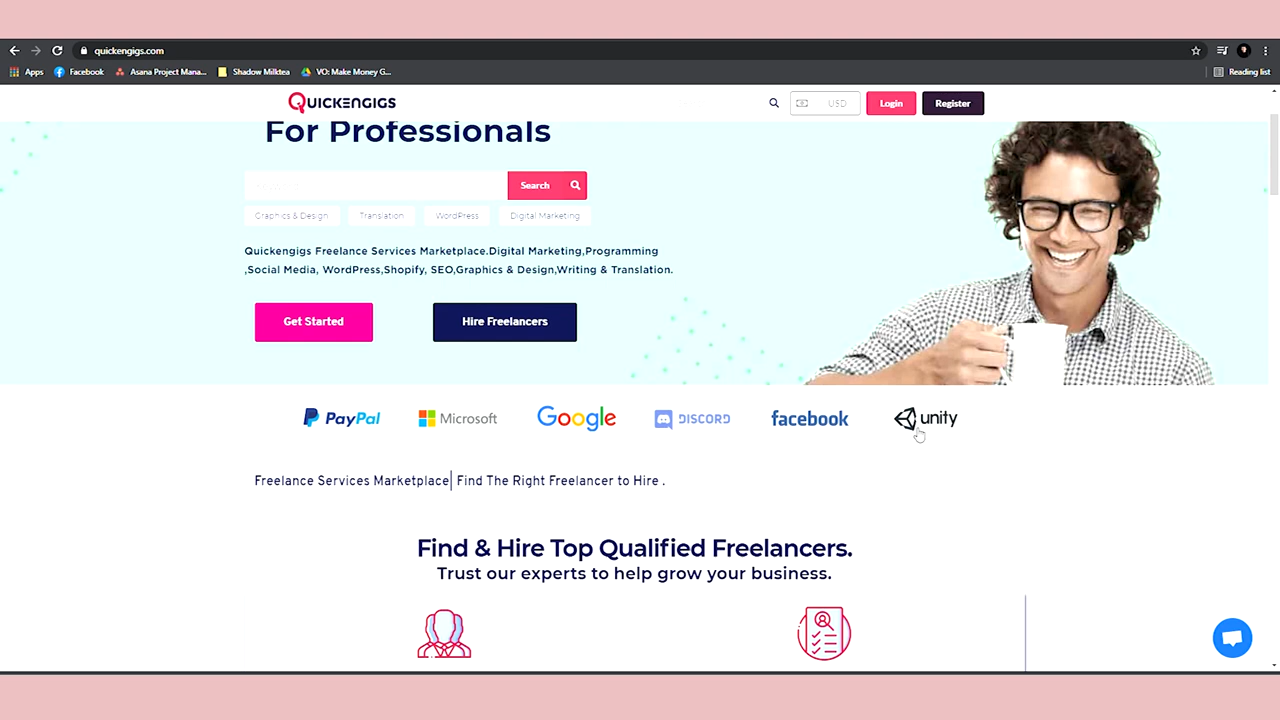 quickengigs.com
Apps Facebook Asana Project Mana... Shadow Milktea VO: Make Money G... Reading list
QUICKENGIGS USD Login Register
For Professionals
Search
Graphics & Design Translation WordPress Digital Marketing
Quickengigs Freelance Services Marketplace.Digital Marketing,Programming
,Social Media, WordPress,Shopify, SEO,Graphics & Design,Writing & Translation.
Get Started Hire Freelancers
PayPal Microsoft Google DISCORD facebook unity
Freelance Services Marketplace| Find The Right Freelancer to Hire .
Find & Hire Top Qualified Freelancers.
Trust our experts to help grow your business.